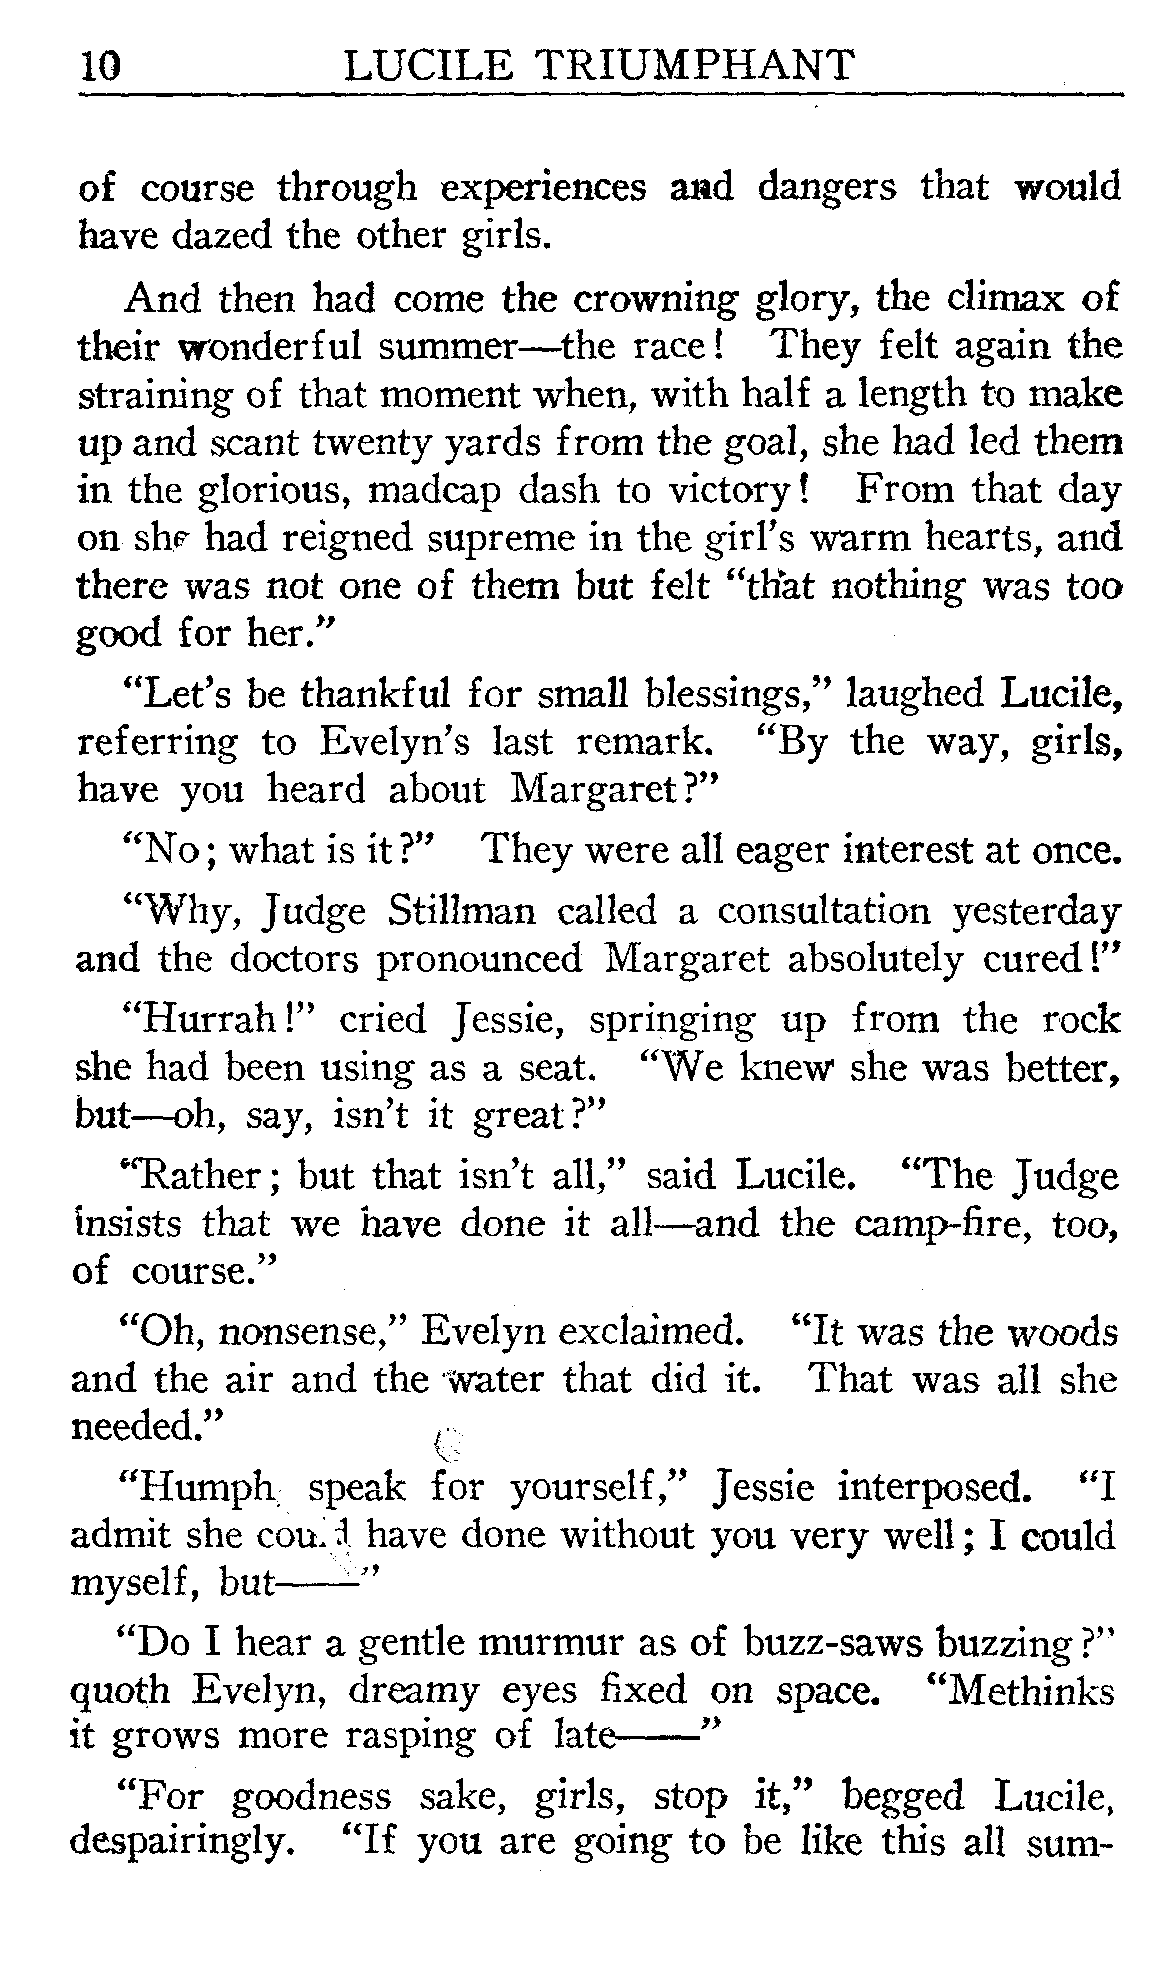 10 LUCILE TRIUMPHANT
of course through experiences and dangers that would
have dazed the other girls.
And then had come the crowning glory, the climax of
their wonderful summer—the race! They felt again the
straining of that moment when, with half a length to make
up and scant twenty yards from the goal, she had led them
in the glorious, madcap dash to victory! From that day
on she had reigned supreme in the girl's warm hearts, and
there was not one of them but felt “that nothing was too
good for her.”
“Let's be thankful for small blessings,” laughed Lucile,
referring to Evelyn's last remark. “By the way, girls,
have you heard about Margaret?”
“No; what is it?” They were all eager interest at once.
“Why, Judge Stillman called a consultation yesterday
and the doctors pronounced Margaret absolutely cured!”
“Hurrah!” cried Jessie, springing up from the rock
she had been using as a seat. “We knew she was better,
but—oh, say, isn't it great?”
“Rather; but that isn't all,” said Lucile. “The Judge
insists that we have done it all—and the camp-fire, too,
of course.”
“Oh, nonsense,” Evelyn exclaimed. “It was the woods
and the air and the water that did it. That was all she
needed.”
“Humph, speak for yourself,” Jessie interposed. “I
admit she could have done without you very well; I could
myself, but——”
“Do I hear a gentle murmur as of buzz-saws buzzing?”
quoth Evelyn, dreamy eyes fixed on space. “Methinks
it grows more rasping of late——”
“For goodness sake, girls, stop it,” begged Lucile,
despairingly. “If you are going to be like this all sum-